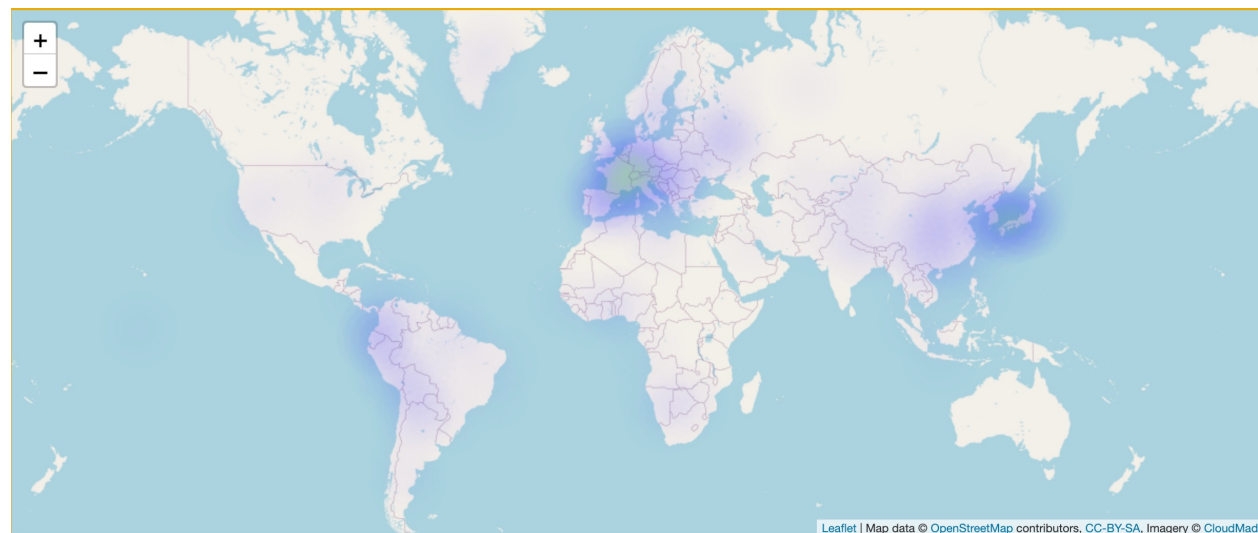 +
−
Leaflet | Map data © OpenStreetMap contributors, CC-BY-SA, Imagery © CloudMad